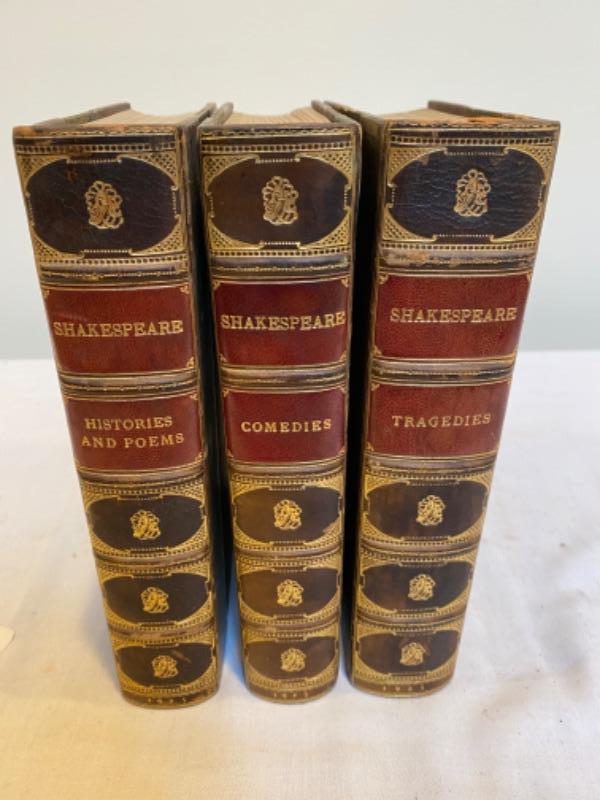 SHAKESPEARE
HISTORIES
AND POEMS
SHAKESPEARE
COMEDIES
SHAKESPEARE
TRAGEDIES